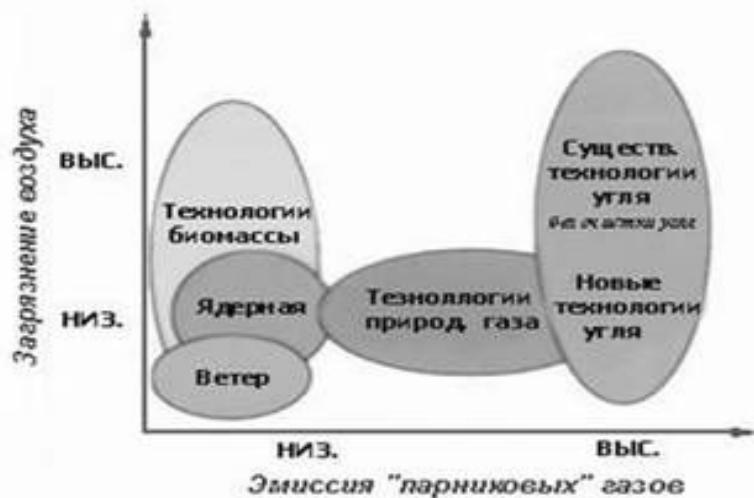 Загрязнение воздуха
ВЫС.
НИЗ.
Технологии
биомассы
Ядерная
Ветер
Тезноллогии
природ. газа
Существ.
технологии
угля
Новые
технологии
угля
НИЗ.
ВЫС.
Эмиссия "парниковых" газов